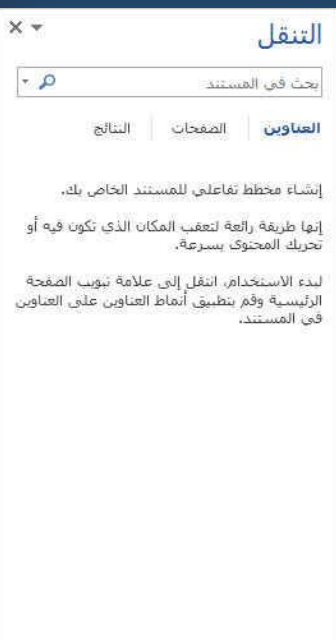 التنقل
بحث في المستند
العناوين الصفحات النتائج
إنشاء مخطط تفاعلي للمستند الخاص بك.
إنها طريقة رائعة لتعقب المكان الذي تكون فيه أو
تحريك المحتوى بسرعة.
لبدء الاستخدام، انتقل إلى علامة تبويب الصفحة
الرئيسية وقم بتطبيق أنماط العناوين على العناوين
في المستند.